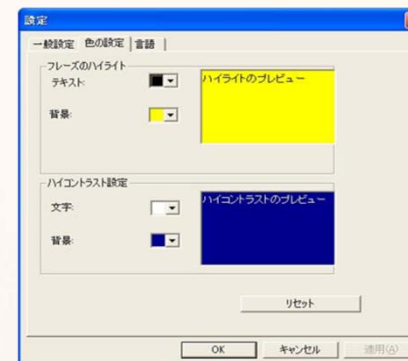 設定
一般設定 色の設定 言語
フレーズのハイライト
テキスト:
ハイライトのプレビュー
背景:
ハイコントラスト設定
文字:
ハイコントラストのプレビュー
背景:
リセット
OK キャンセル 適用(A)